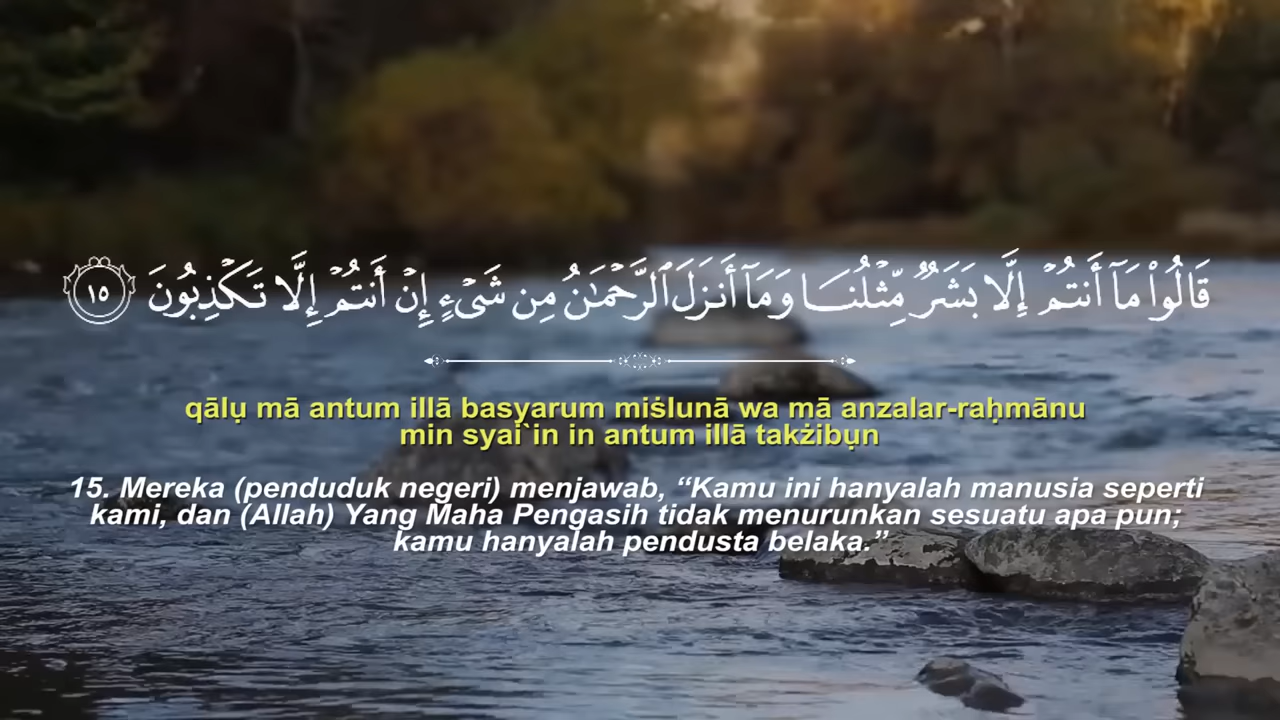 قَالُوا۟ مَآ أَنتُمْ إِلَّا بَشَرٌ مِّثْلُنَا وَمَآ أَنزَلَ ٱلرَّحْمَـٰنُ مِن شَىْءٍ إِنْ أَنتُمْ إِلَّا تَكْذِبُونَ ١٥
qālụ mā antum illā basyarum miṡlunā wa mā anzalar-raḥmānu
min syai`in in antum illā takżibụn
15. Mereka (penduduk negeri) menjawab, “Kamu ini hanyalah manusia seperti
kami, dan (Allah) Yang Maha Pengasih tidak menurunkan sesuatu apa pun;
kamu hanyalah pendusta belaka.”